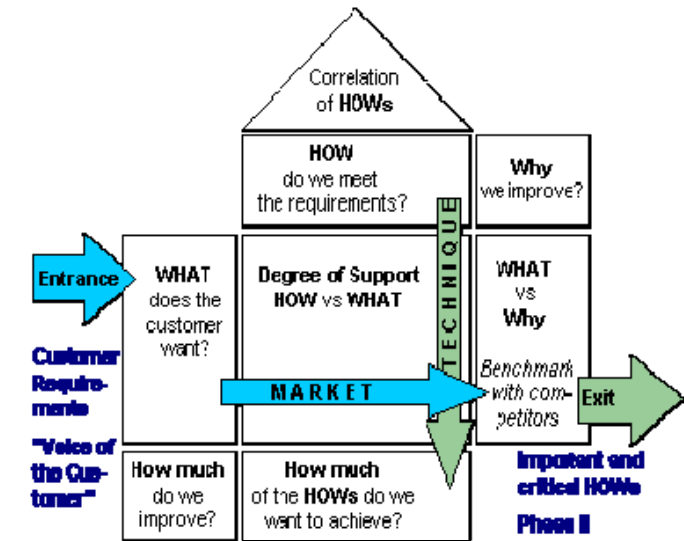 Correlation
of HOWs
HOW
do we meet
the requirements?
Why
we improve?
TECHNIQUE
Entrance
WHAT
does the
customer
want?
Degree of Support
HOW vs WHAT
WHAT
vs
Why
Benchmark
with com-
petitors
MARKET
Exit
Customer
Require-
ments
"Voice of
the Cus-
tomer"
How much
do we
improve?
How much
of the HOWs do we
want to achieve?
Important and
critical HOWs
Phase II